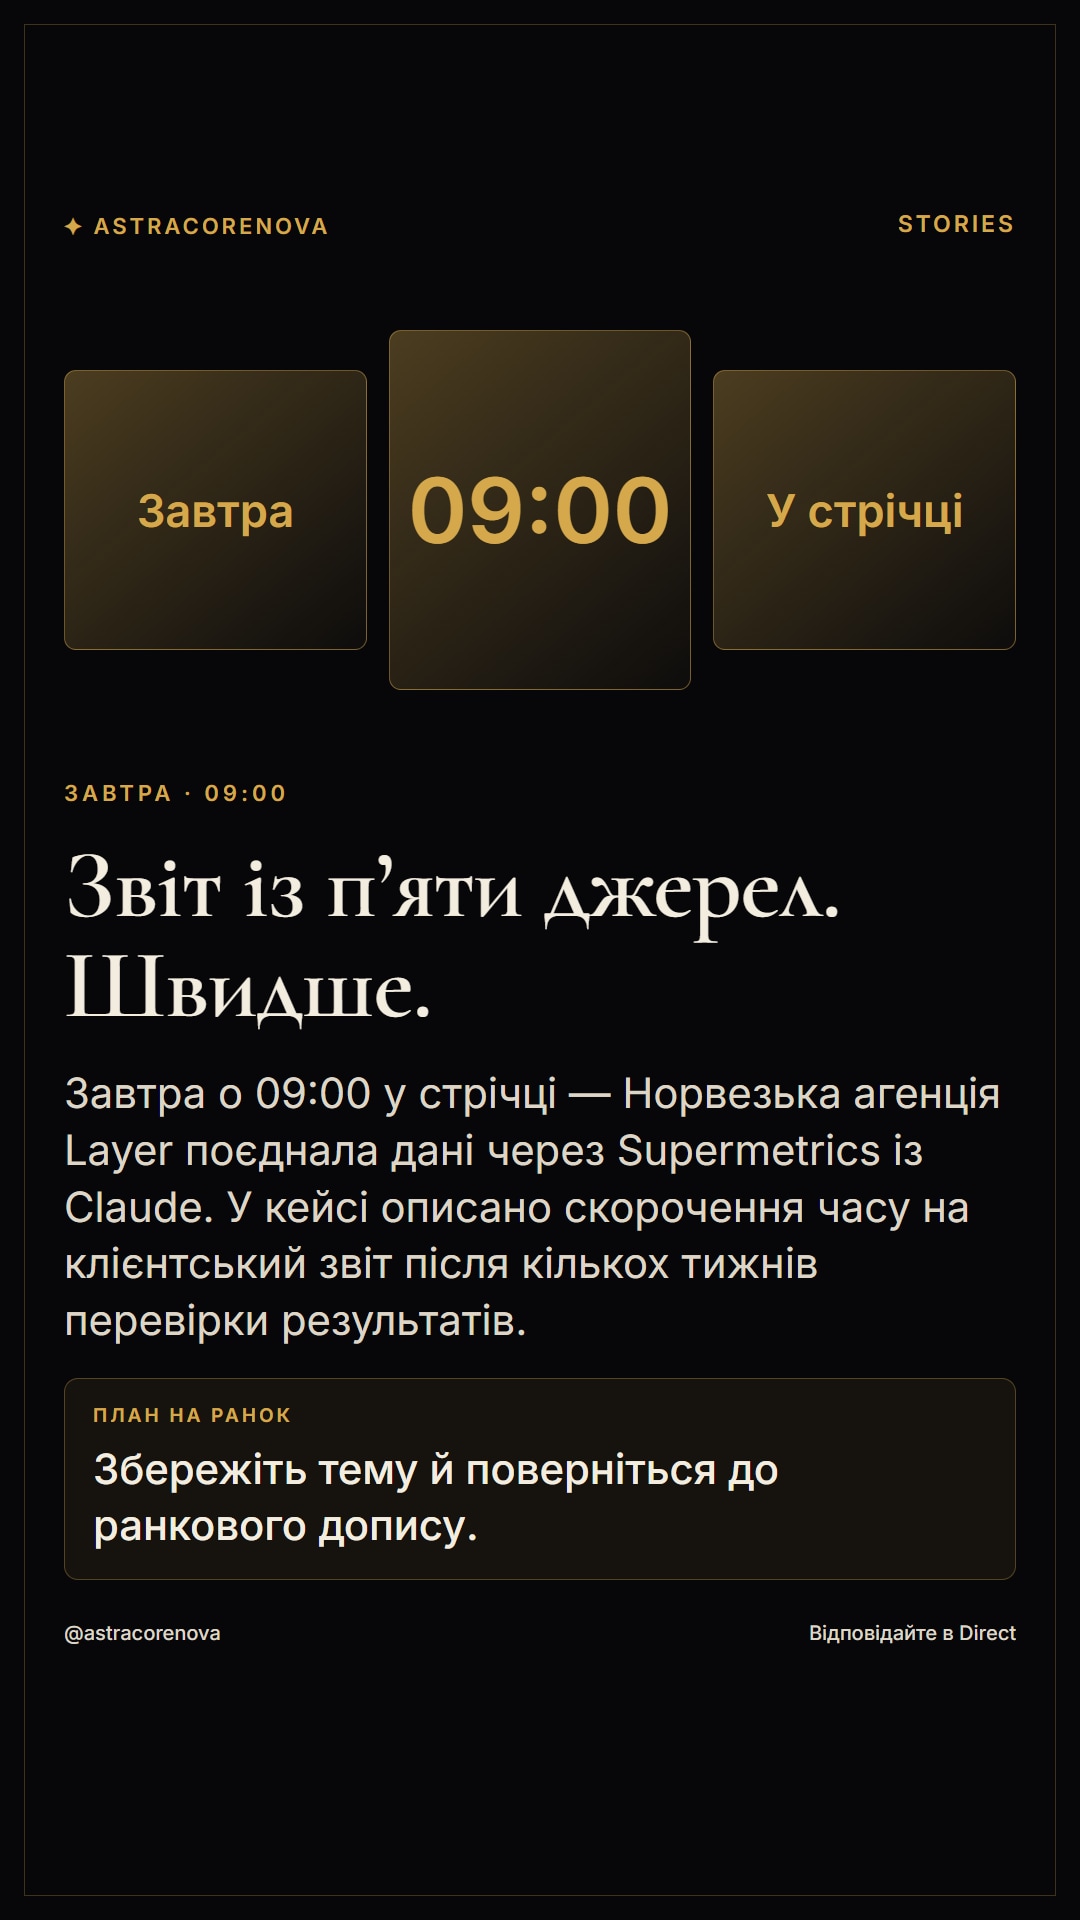 ✦ ASTRACORENOVA
STORIES
Завтра
09:00
У стрічці
ЗАВТРА · 09:00
Звіт із п’яти джерел.
Швидше.
Завтра о 09:00 у стрічці — Норвезька агенція
Layer поєднала дані через Supermetrics із
Claude. У кейсі описано скорочення часу на
клієнтський звіт після кількох тижнів
перевірки результатів.
ПЛАН НА РАНОК
Збережіть тему й поверніться до
ранкового допису.
@astracorenova
Відповідайте в Direct